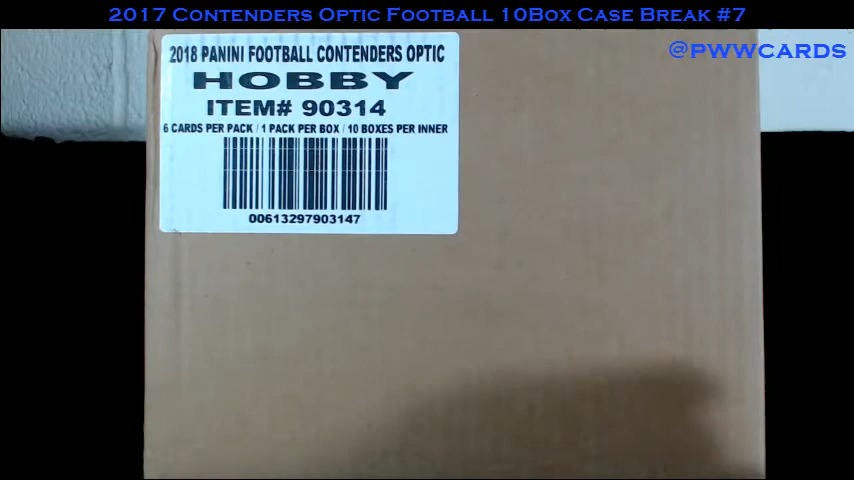 2017 Contenders Optic Football 10Box Case Break #7
@PWWCARDS
2018 PANINI FOOTBALL CONTENDERS OPTIC
HOBBY
ITEM# 90314
6 CARDS PER PACK / 1 PACK PER BOX / 10 BOXES PER INNER
00613297903147